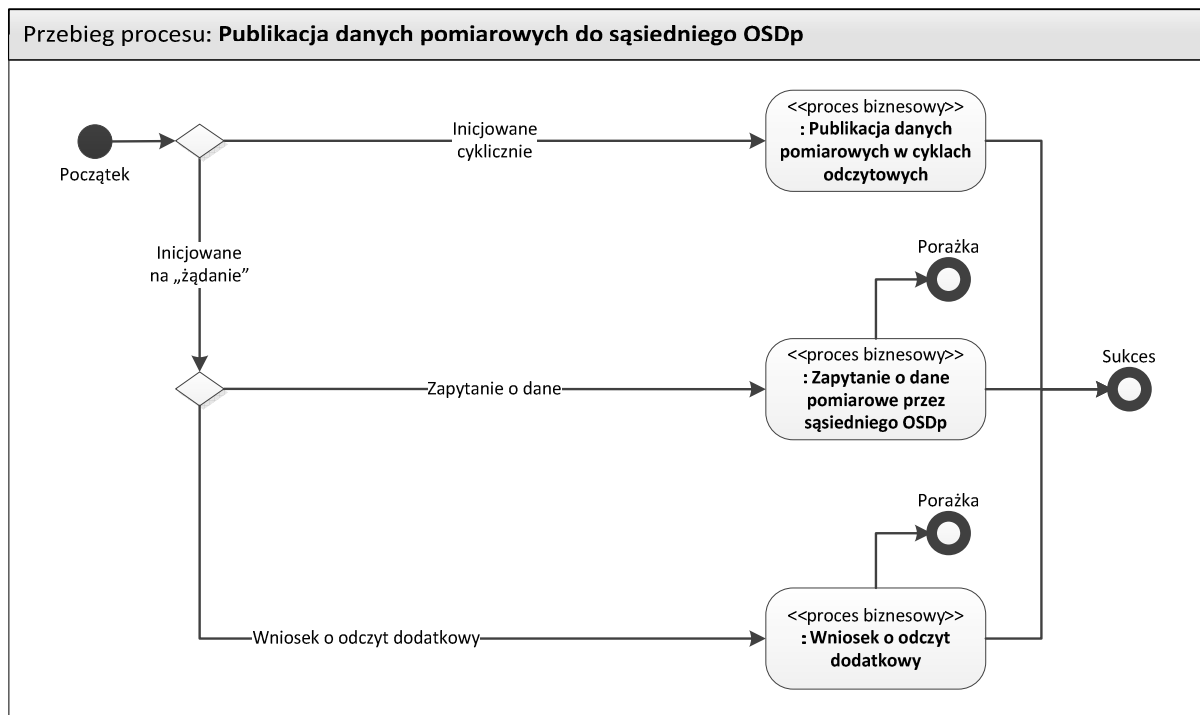 Przebieg procesu: Publikacja danych pomiarowych do sąsiedniego OSDp
Początek
Inicjowane
cyklicznie
<<proces biznesowy>>
: Publikacja danych
pomiarowych w cyklach
odczytowych
Inicjowane
na „żądanie”
Porażka
Zapytanie o dane
<<proces biznesowy>>
: Zapytanie o dane
pomiarowe przez
sąsiedniego OSDp
Sukces
Porażka
Wniosek o odczyt dodatkowy
<<proces biznesowy>>
: Wniosek o odczyt
dodatkowy